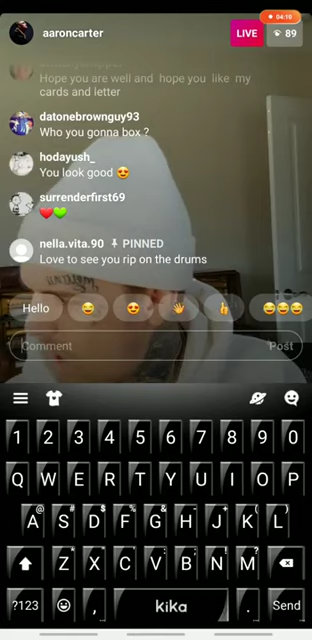 04:10
aaroncarter
LIVE
89
Hope you are well and hope you like my
cards and letter
datonebrownguy93
Who you gonna box ?
hodayush_
You look good 😍
surrenderfirst69
❤️💚
nella.vita.90 PINNED
Love to see you rip on the drums
Hello 😂 😍 👋 😂😂😂
Comment Post
1 2 3 4 5 6 7 8 9 0
Q W E R T Y U I O P
@ # $ _ & - + ( )
A S D F G H J K L
* " ' : ; ! ?
Z X C V B N M
?123 , kika . Send